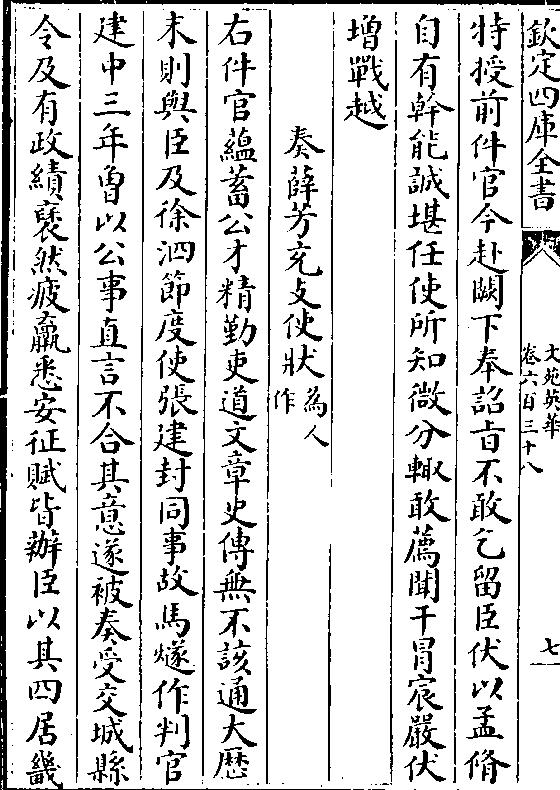 欽定四庫全書
文苑英華
卷六百三十八
七
特授前件官今赴闕下奉詔旨不敢乞留臣伏以孟脩
自有幹能誠堪任使所知微分輙敢薦聞干冒宸嚴伏
增戰越
奏薛芳充支使狀為人作
右件官蘊蓄公才精勤吏道文章史傳無不該通大歴
末則與臣及徐泗節度使張建封同事故馬燧作判官
建中三年曽以公事直言不合其意遂被奏受交城縣
令及有政績褎然疲羸悉安征賦皆辦臣以其四居畿